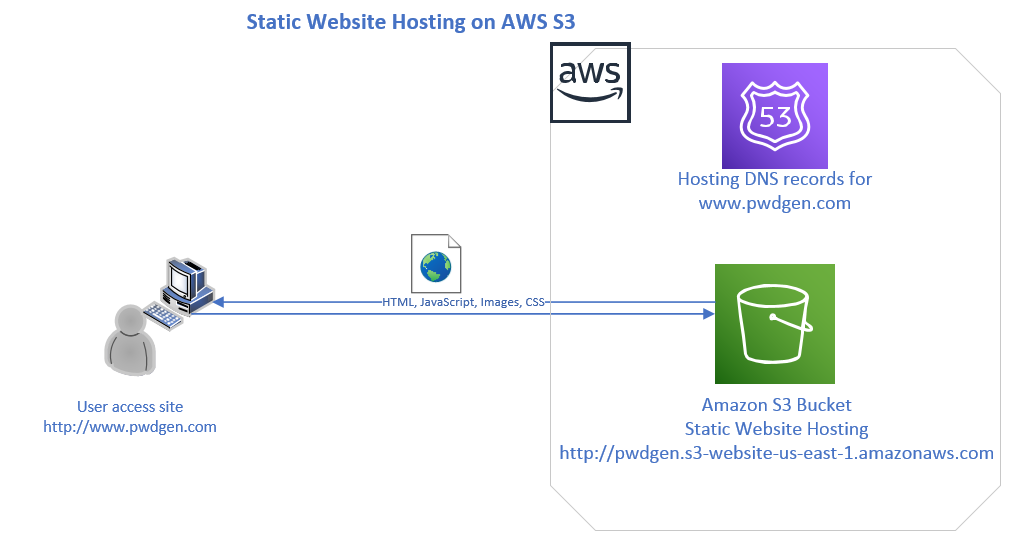 Static Website Hosting on AWS S3
aws
53
Hosting DNS records for
www.pwdgen.com
HTML, JavaScript, Images, CSS
User access site
http://www.pwdgen.com
Amazon S3 Bucket
Static Website Hosting
http://pwdgen.s3-website-us-east-1.amazonaws.com